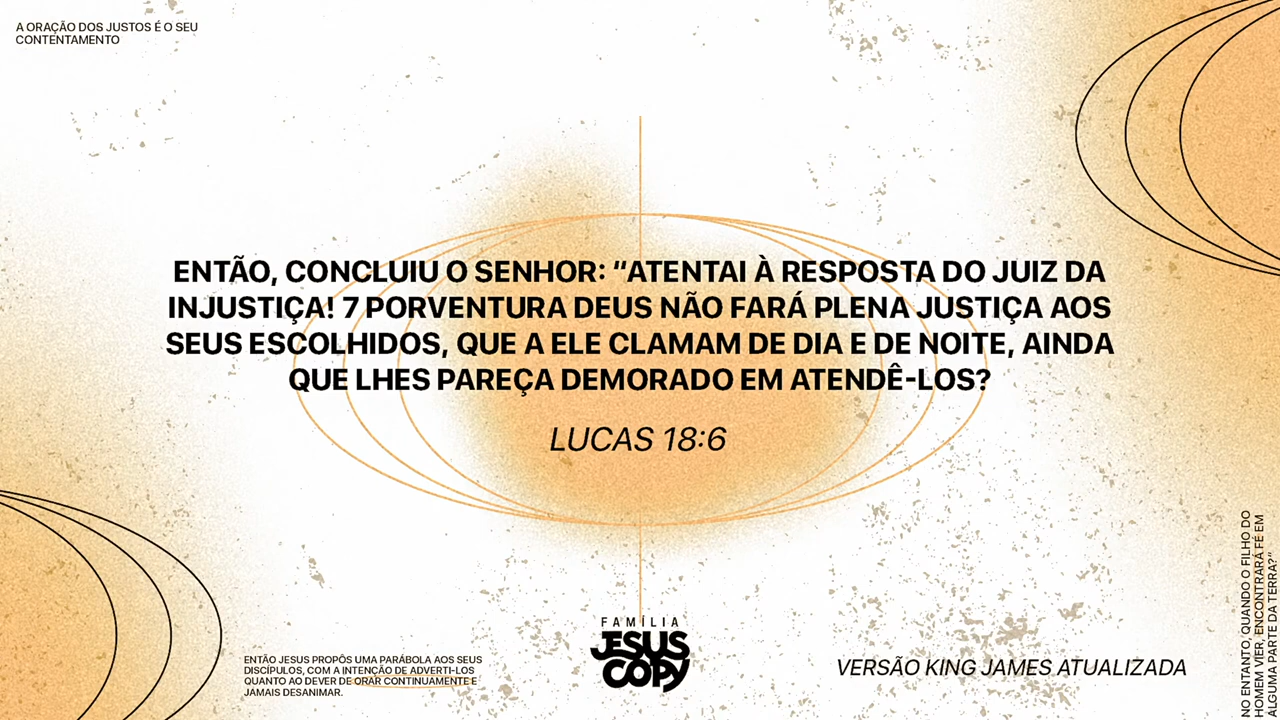 A ORAÇÃO DOS JUSTOS É O SEU
CONTENTAMENTO
ENTÃO, CONCLUIU O SENHOR: “ATENTAI À RESPOSTA DO JUIZ DA
INJUSTIÇA! 7 PORVENTURA DEUS NÃO FARÁ PLENA JUSTIÇA AOS
SEUS ESCOLHIDOS, QUE A ELE CLAMAM DE DIA E DE NOITE, AINDA
QUE LHES PAREÇA DEMORADO EM ATENDÊ-LOS?
LUCAS 18:6
ENTÃO JESUS PROPÔS UMA PARÁBOLA AOS SEUS
DISCÍPULOS, COM A INTENÇÃO DE ADVERTI-LOS
QUANTO AO DEVER DE ORAR CONTINUAMENTE E
JAMAIS DESANIMAR.
FAMÍLIA
JESUS
COPY
VERSÃO KING JAMES ATUALIZADA
NO ENTANTO, QUANDO O FILHO DO
HOMEM VIER, ENCONTRARÁ FÉ EM
ALGUMA PARTE DA TERRA?”